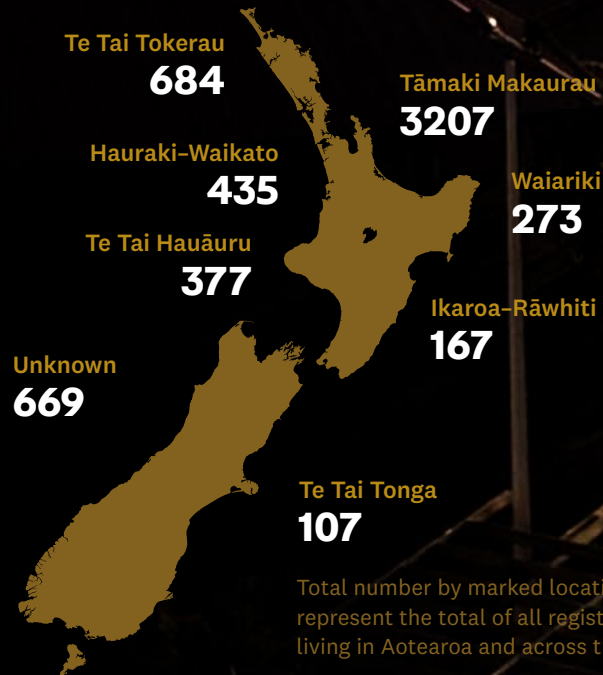 Te Tai Tokerau
684
Tāmaki Makaurau
3207
Hauraki–Waikato
435
Waiariki
273
Te Tai Hauāuru
377
Ikaroa–Rāwhiti
167
Unknown
669
Te Tai Tonga
107
Total number by marked
represent the total of all
living in Aotearoa and across